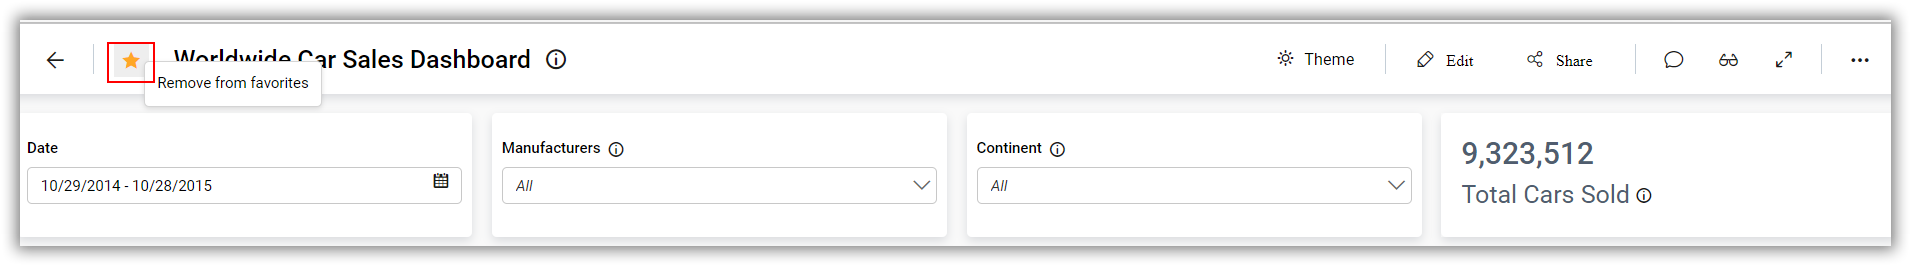 Worldwide Car Sales Dashboard
Theme
Edit
Share
Remove from favorites
Date
10/29/2014 - 10/28/2015
Manufacturers
All
Continent
All
9,323,512
Total Cars Sold